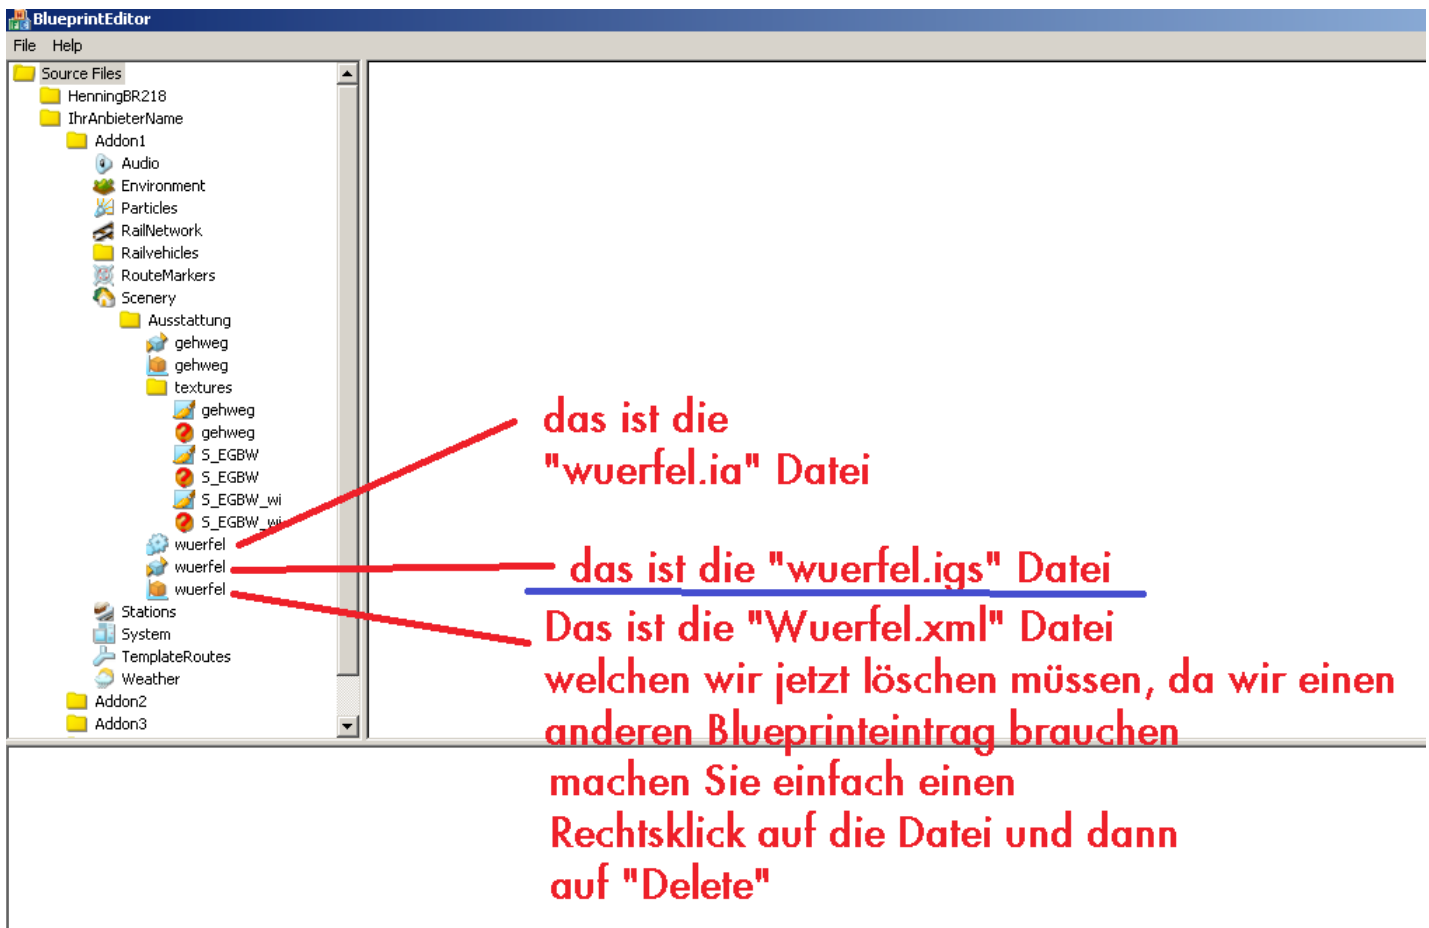 BlueprintEditor
File Help
Source Files
HenningBR218
IhrAnbieterName
Addon1
Audio
Environment
Particles
RailNetwork
Railvehicles
RouteMarkers
Scenery
Ausstattung
gehweg
gehweg
textures
gehweg
gehweg
S_EGBW
S_EGBW
S_EGBW_wi
S_EGBW_wi
wuerfel
wuerfel
wuerfel
Stations
System
TemplateRoutes
Weather
Addon2
Addon3
das ist die
"wuerfel.ia" Datei
das ist die "wuerfel.igs" Datei
Das ist die "Wuerfel.xml" Datei
welchen wir jetzt löschen müssen, da wir einen
anderen Blueprinteintrag brauchen
machen Sie einfach einen
Rechtsklick auf die Datei und dann
auf "Delete"